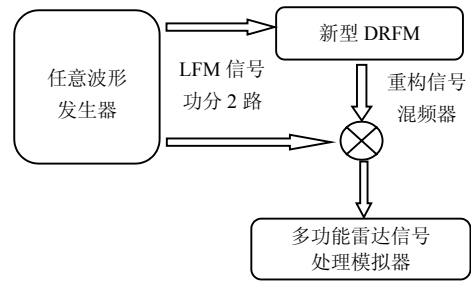 新型 DRFM
任意波形
发生器
LFM 信号
功分 2 路
重构信号
混频器
多功能雷达信号
处理模拟器